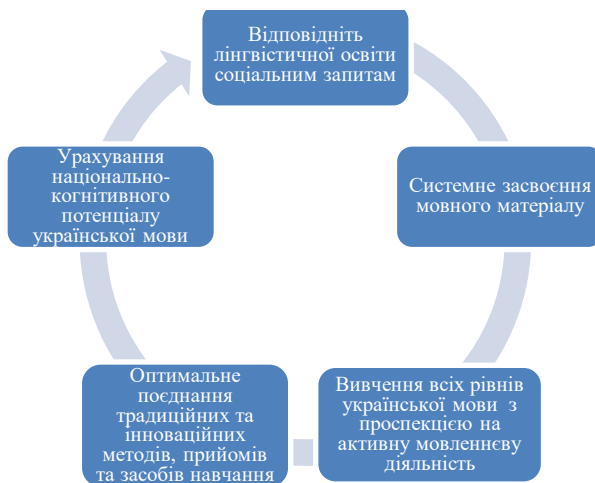 Відповідніть
лінгвістичної освіти
соціальним запитам
Системне засвоєння
мовного матеріалу
Вивчення всіх рівнів
української мови з
проспекцією на
активну мовленнєву
діяльність
Оптимальне
поєднання
традиційних та
інноваційних
методів, прийомів
та засобів навчання
Урахування
національно-
когнітивного
потенціалу
української мови